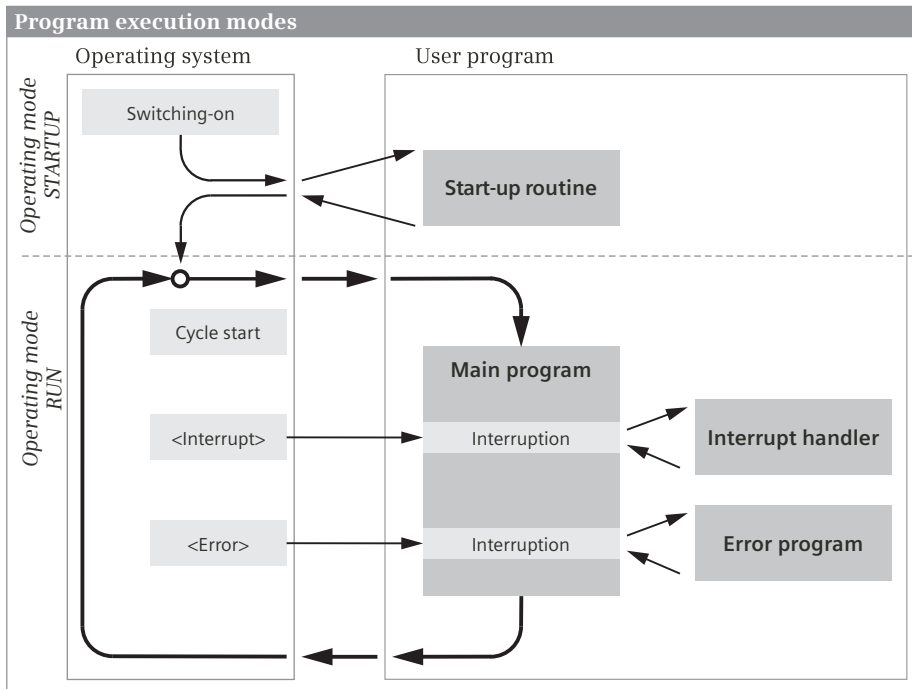 Program execution modes
Operating system
User program
Operating mode
STARTUP
Switching-on
Start-up routine
Operating mode
RUN
Cycle start
Main program
<Interrupt>
Interruption
Interrupt handler
<Error>
Interruption
Error program